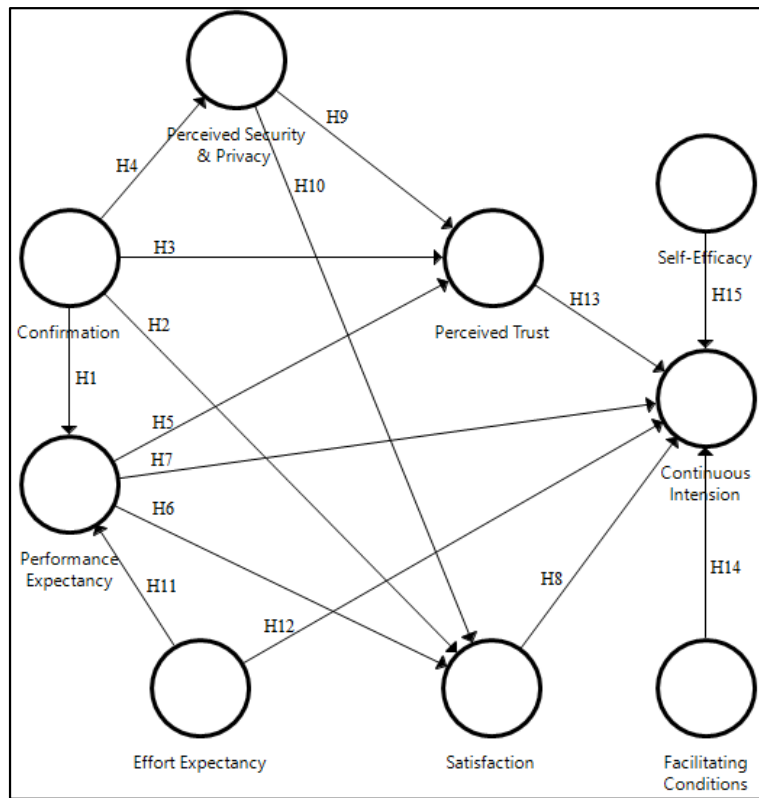 Perceived Security
& Privacy
H9
H4
H10
H3
Self-Efficacy
H15
H13
H2
Confirmation
Perceived Trust
H1
H5
H7
Continuous
Intension
H6
Performance
Expectancy
H11
H12
H8
H14
Effort Expectancy
Satisfaction
Facilitating
Conditions